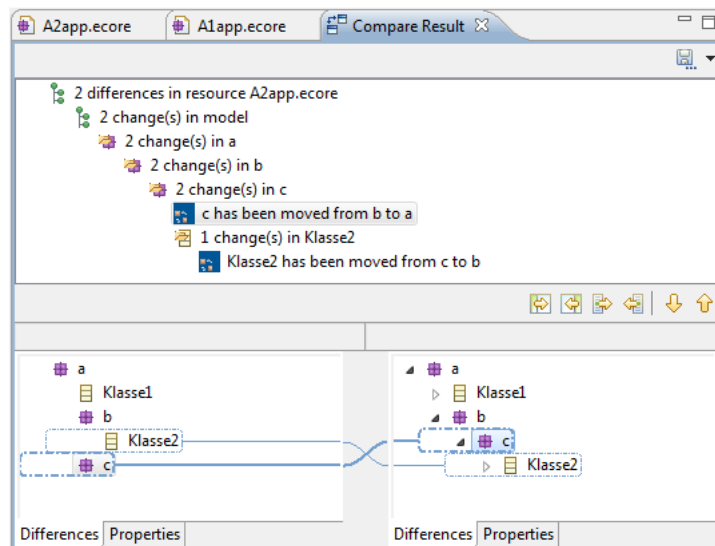 A2app.ecore A1app.ecore Compare Result
2 differences in resource A2app.ecore
2 change(s) in model
2 change(s) in a
2 change(s) in b
2 change(s) in c
c has been moved from b to a
1 change(s) in Klasse2
Klasse2 has been moved from c to b
a a
Klasse1 Klasse1
b b
Klasse2 c
c Klasse2
Differences Properties Differences Properties